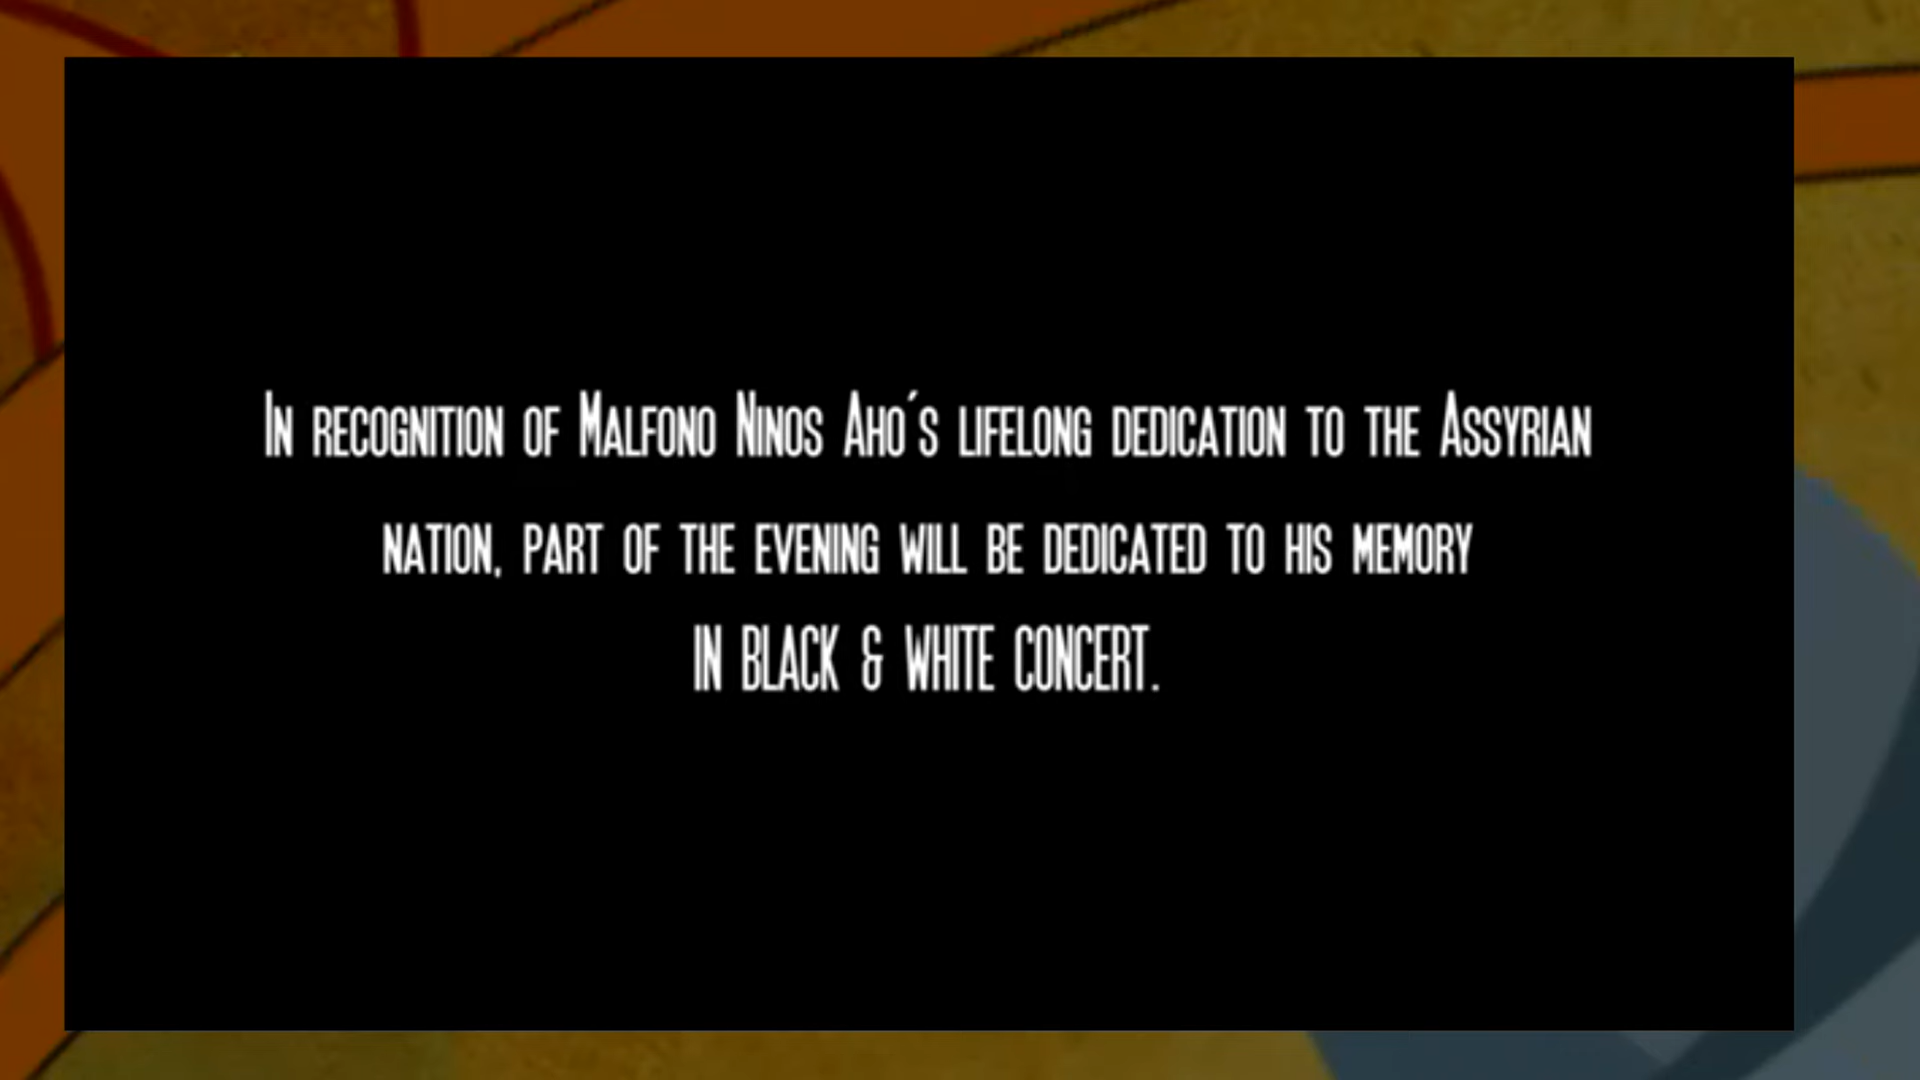 In recognition of Malfono Ninos Aho´s lifelong dedication to the Assyrian
nation, part of the evening will be dedicated to his memory
IN BLACK & WHITE CONCERT.